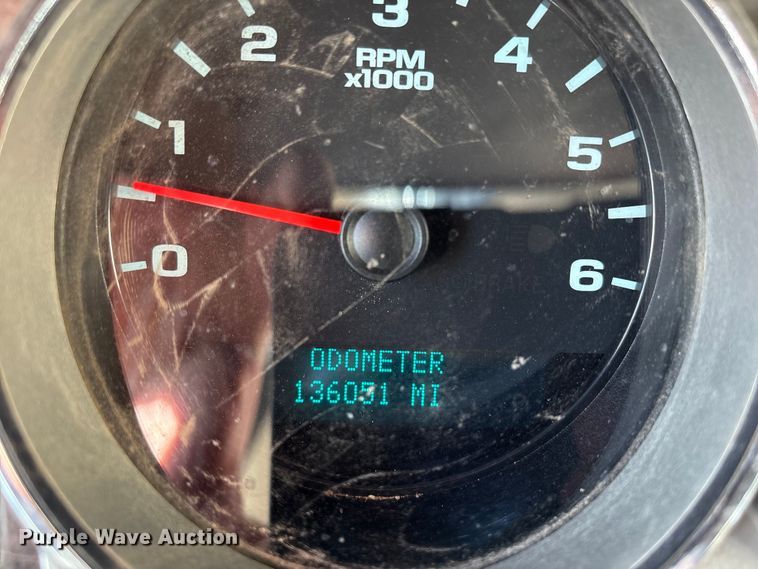 3
2
4
RPM
x1000
1
5
0
6
ODOMETER
136051 MI
Purple Wave Auction